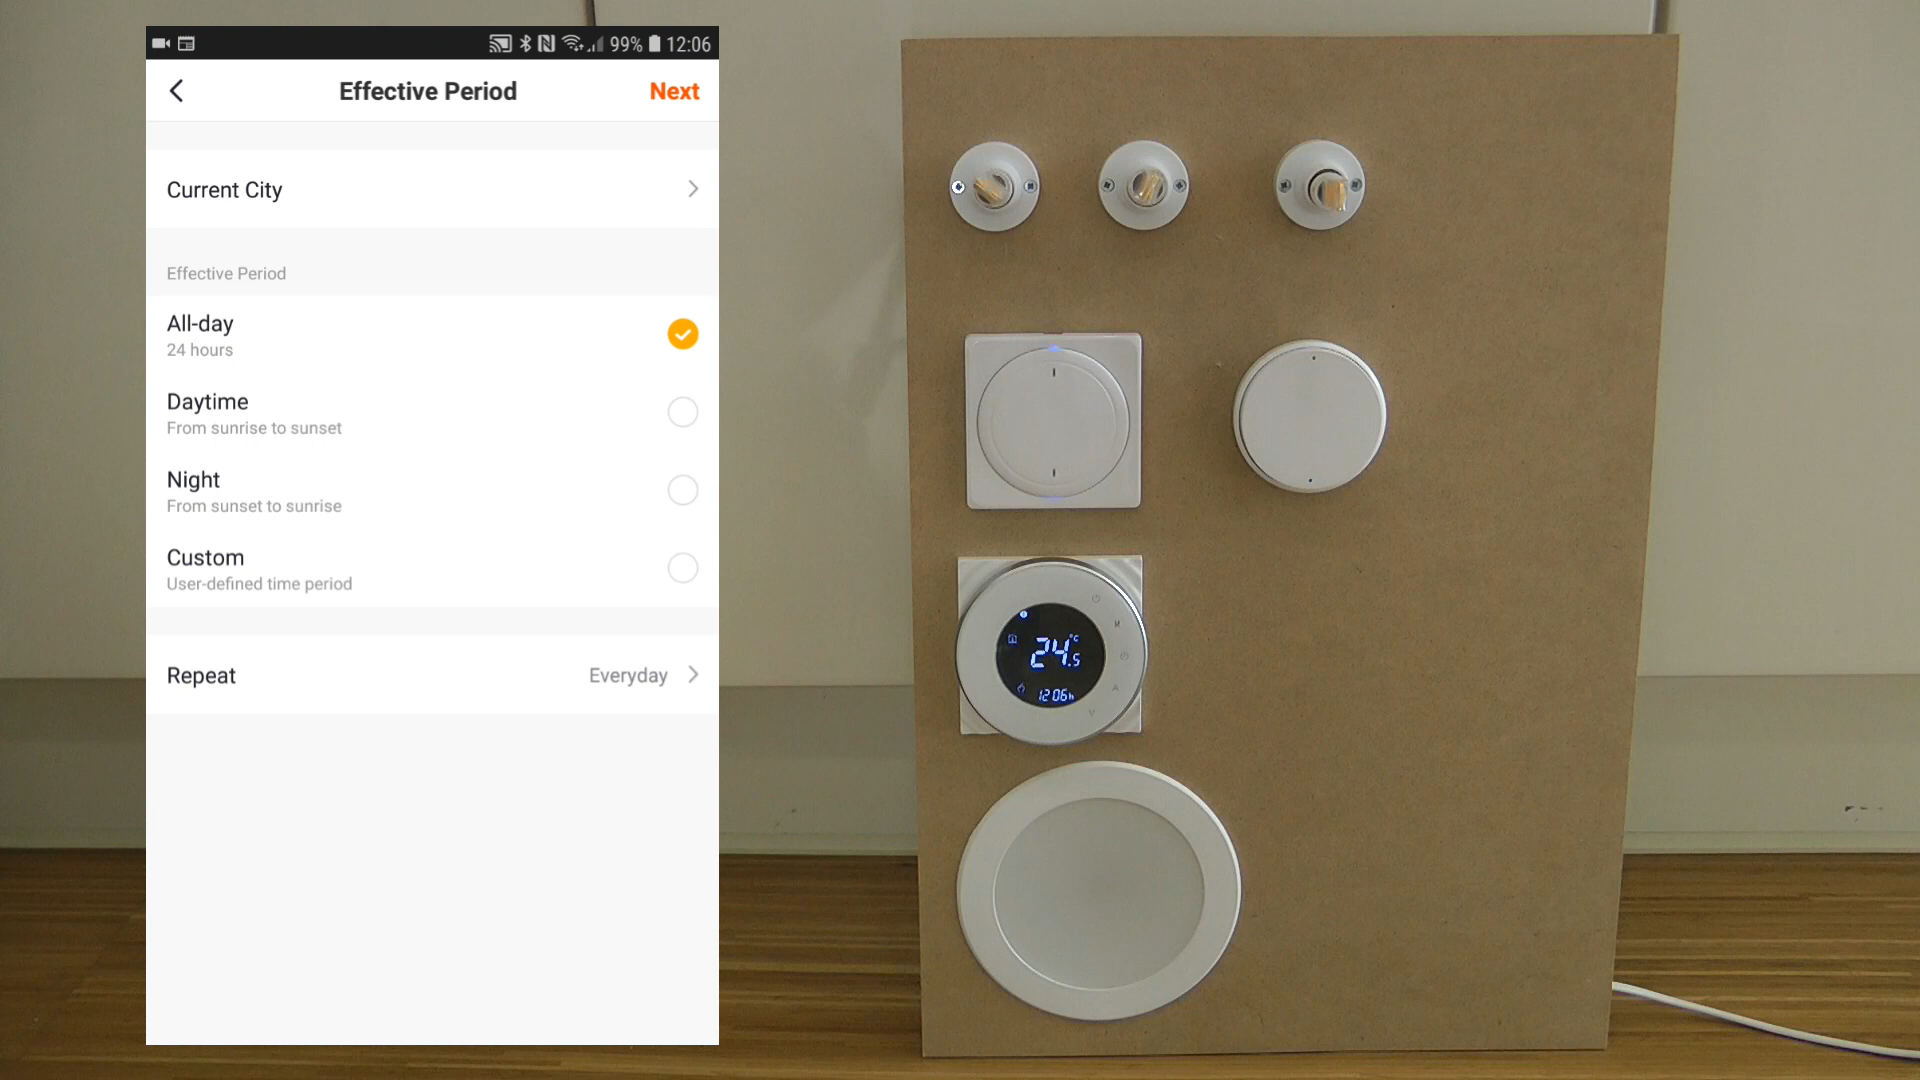 99% 12:06
Effective Period
Next
Current City
Effective Period
All-day
24 hours
Daytime
From sunrise to sunset
Night
From sunset to sunrise
Custom
User-defined time period
Repeat
Everyday
M
24.5 °C
12:06h